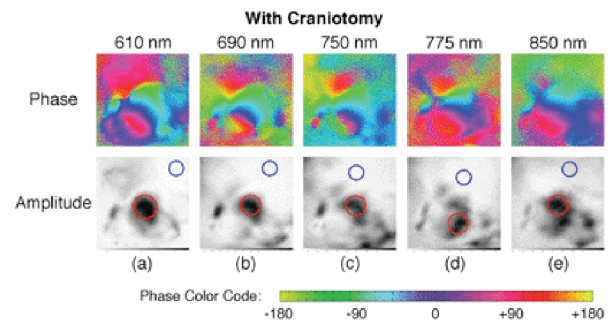 With Craniotomy
610 nm 690 nm 750 nm 775 nm 850 nm
Phase
Amplitude
(a) (b) (c) (d) (e)
Phase Color Code:
-180 -90 0 +90 +180